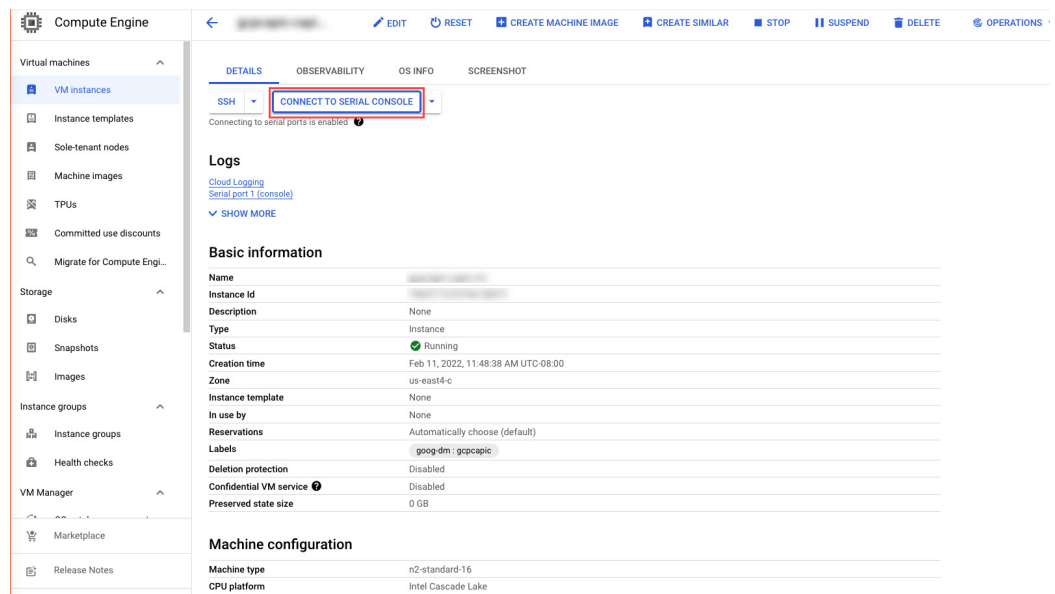 Compute Engine
EDIT
RESET
CREATE MACHINE IMAGE
CREATE SIMILAR
STOP
SUSPEND
DELETE
OPERATIONS
Virtual machines
VM instances
Instance templates
Sole-tenant nodes
Machine images
TPUs
Committed use discounts
Migrate for Compute Engi...
Storage
Disks
Snapshots
Images
Instance groups
Instance groups
Health checks
VM Manager
Marketplace
Release Notes
DETAILS
OBSERVABILITY
OS INFO
SCREENSHOT
SSH
CONNECT TO SERIAL CONSOLE
Connecting to serial ports is enabled
Logs
Cloud Logging
Serial port 1 (console)
SHOW MORE
Basic information
Name
Instance Id
Description None
Type Instance
Status Running
Creation time Feb 11, 2022, 11:48:38 AM UTC-08:00
Zone us-east4-c
Instance template None
In use by None
Reservations Automatically choose (default)
Labels goog-dm : gcpcapic
Deletion protection Disabled
Confidential VM service Disabled
Preserved state size 0 GB
Machine configuration
Machine type n2-standard-16
CPU platform Intel Cascade Lake